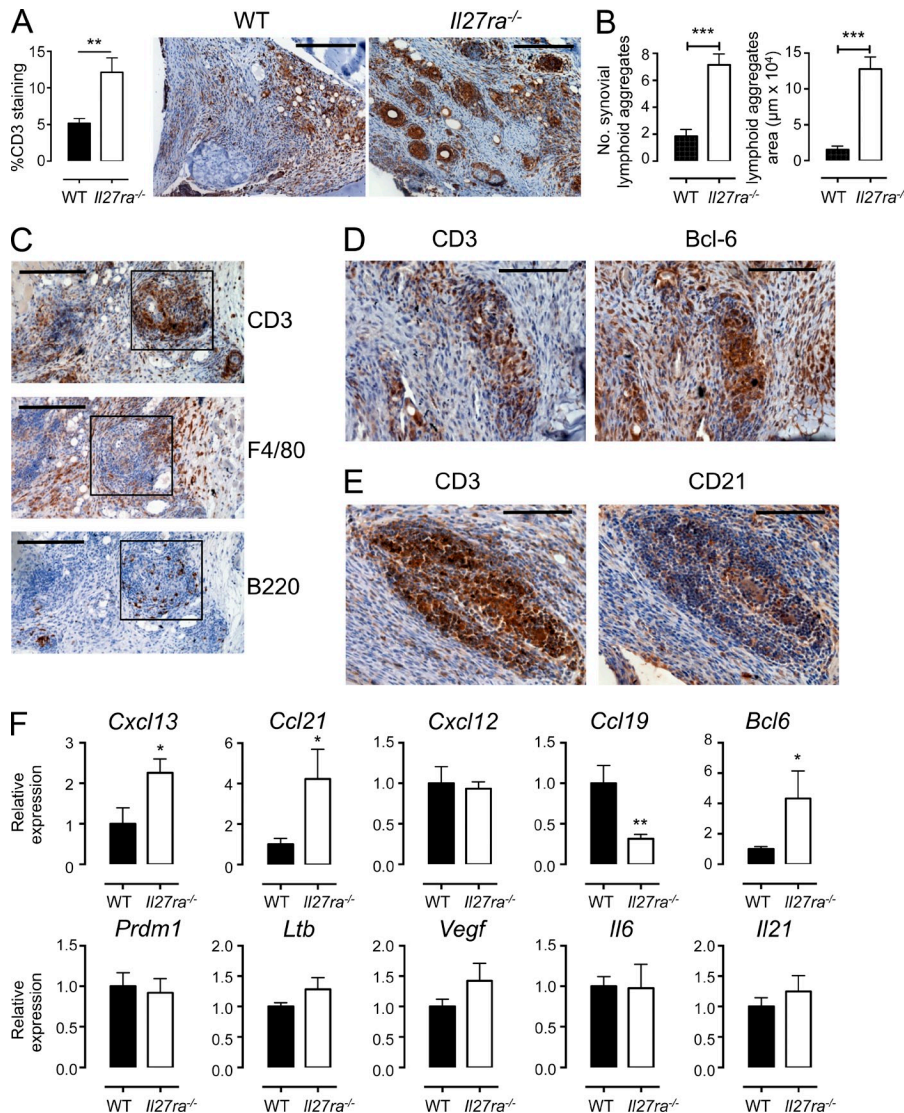 A
WT
Il27ra-/-
%CD3 staining
15
10
5
0
**
WT Il27ra-/-
B
No. synovial
lymphoid aggregates
8
6
4
2
0
***
WT Il27ra-/-
lymphoid aggregates
area (μm x 10⁴)
15
10
5
0
***
WT Il27ra-/-
C
CD3
F4/80
B220
D
CD3
Bcl-6
E
CD3
CD21
F
Relative
expression
Cxcl13
3
2
1
0
*
WT Il27ra-/-
Ccl21
6
4
2
0
*
WT Il27ra-/-
Cxcl12
1.5
1.0
0.5
0.0
WT Il27ra-/-
Ccl19
1.5
1.0
0.5
0.0
**
WT Il27ra-/-
Bcl6
8
6
4
2
0
*
WT Il27ra-/-
Relative
expression
Prdm1
1.5
1.0
0.5
0.0
WT Il27ra-/-
Ltb
2.0
1.5
1.0
0.5
0.0
WT Il27ra-/-
Vegf
2.0
1.5
1.0
0.5
0.0
WT Il27ra-/-
Il6
1.5
1.0
0.5
0.0
WT Il27ra-/-
Il21
2.0
1.5
1.0
0.5
0.0
WT Il27ra-/-